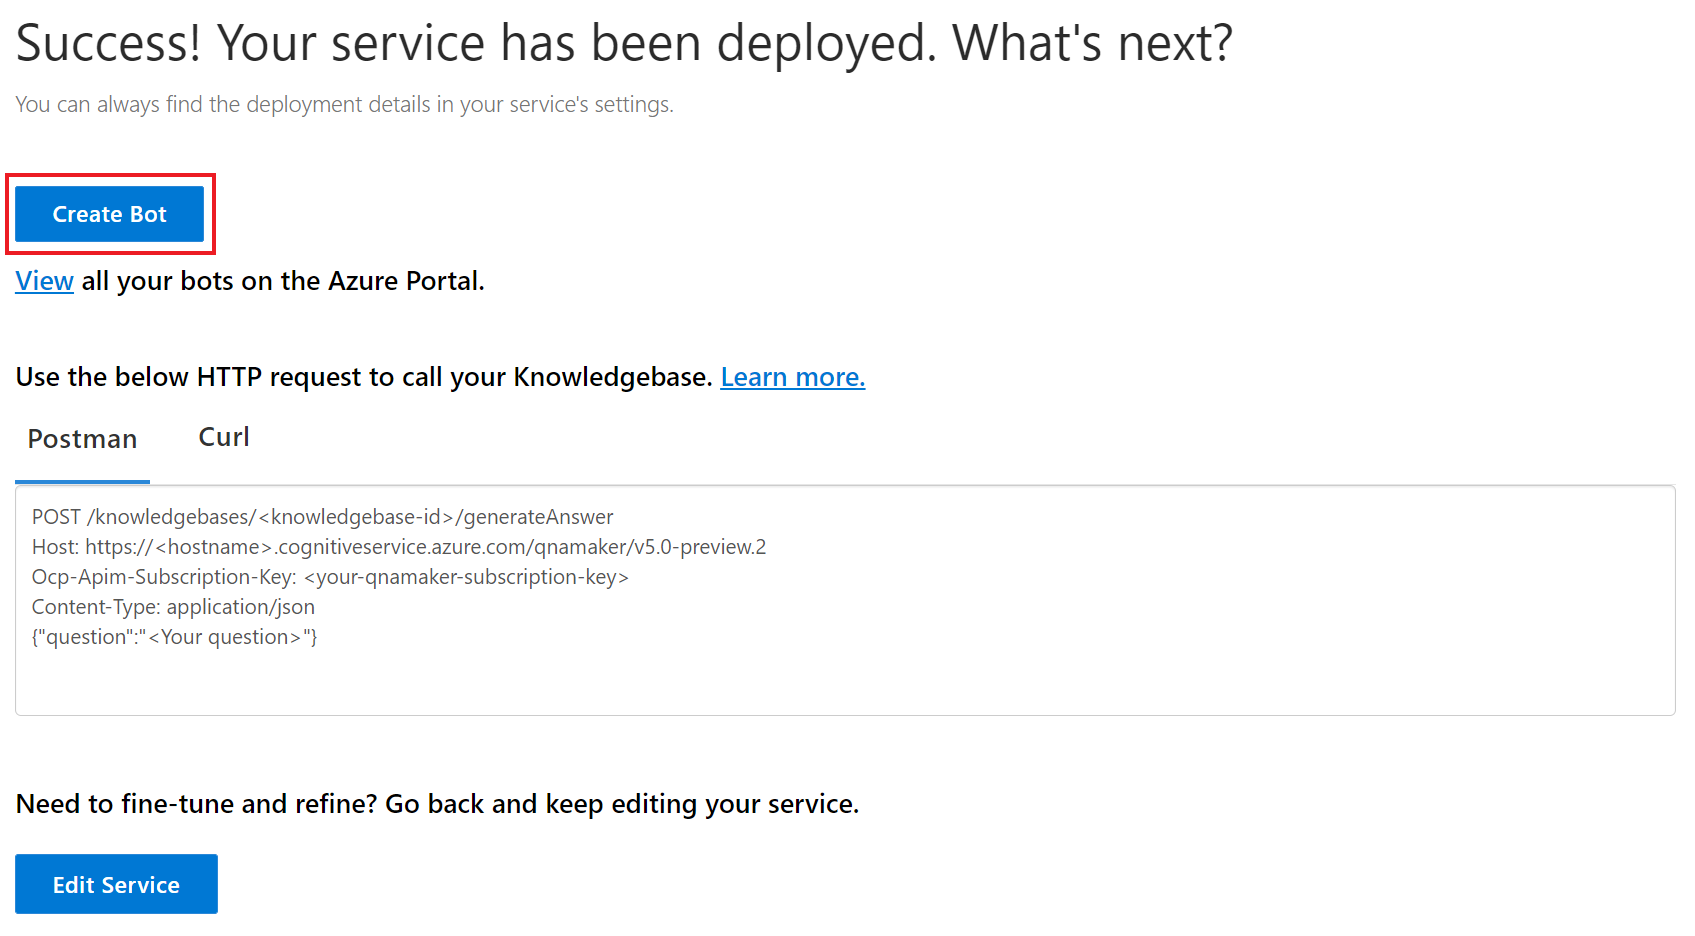 Success! Your service has been deployed. What's next?
You can always find the deployment details in your service's settings.
Create Bot
View all your bots on the Azure Portal.
Use the below HTTP request to call your Knowledgebase. Learn more.
Postman Curl
POST /knowledgebases/<knowledgebase-id>/generateAnswer
Host: https://<hostname>.cognitiveservice.azure.com/qnamaker/v5.0-preview.2
Ocp-Apim-Subscription-Key: <your-qnamaker-subscription-key>
Content-Type: application/json
{"question":"<Your question>"}
Need to fine-tune and refine? Go back and keep editing your service.
Edit Service